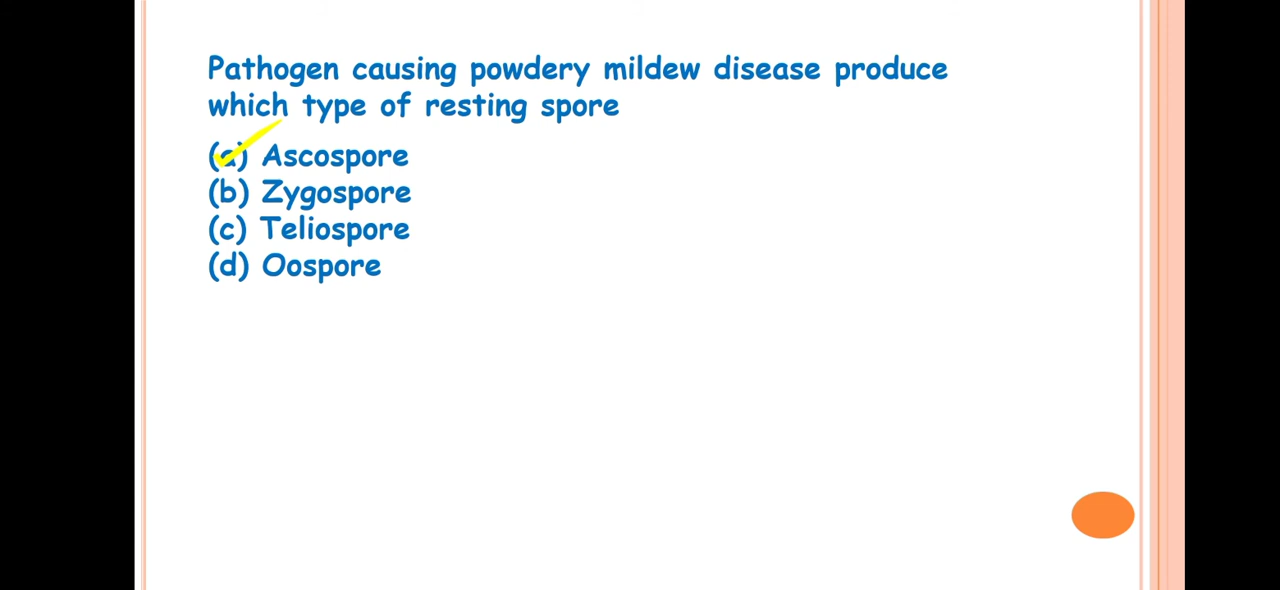 Pathogen causing powdery mildew disease produce
which type of resting spore
(a) Ascospore
(b) Zygospore
(c) Teliospore
(d) Oospore